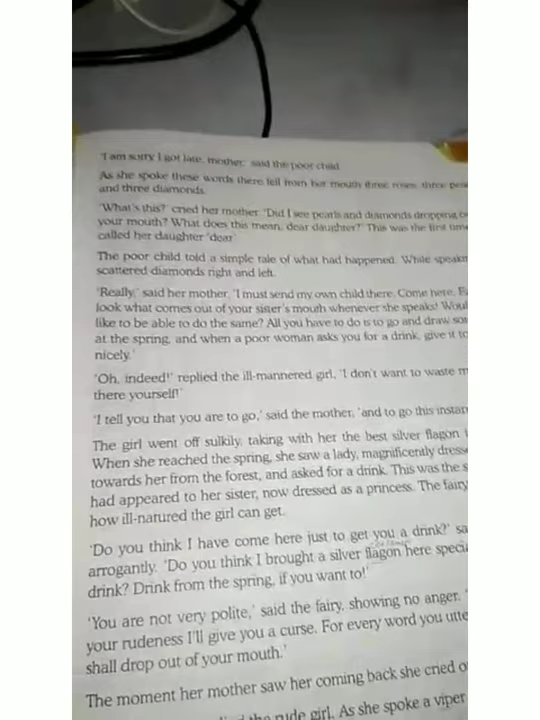 'I am sorry I got late, mother,' said the poor child
As she spoke these words there fell from her mouth three roses, three
and three diamonds.
'What's this?' cried her mother. 'Did I see pearls and diamonds dropping
your mouth? What does this mean, dear daughter?' This was the first time
called her daughter 'dear'
The poor child told a simple tale of what had happened. While
scattered diamonds right and left.
'Really,' said her mother, 'I must send my own child there. Come here,
look what comes out of your sister's mouth whenever she speaks!
like to be able to do the same? All you have to do is to go and draw
at the spring, and when a poor woman asks you for a drink, give it to
nicely.'
'Oh, indeed!' replied the ill-mannered girl, 'I don't want to waste
there yourself!'
'I tell you that you are to go,' said the mother, 'and to go this
The girl went off sulkily, taking with her the best silver flagon
When she reached the spring, she saw a lady, magnificently
towards her from the forest, and asked for a drink. This was the
had appeared to her sister, now dressed as a princess. The fairy
how ill-natured the girl can get.
'Do you think I have come here just to get you a drink?'
arrogantly. 'Do you think I brought a silver flagon here
drink? Drink from the spring, if you want to!'
'You are not very polite,' said the fairy, showing no anger.
your rudeness I'll give you a curse. For every word you
shall drop out of your mouth.'
The moment her mother saw her coming back she cried
the rude girl. As she spoke a viper